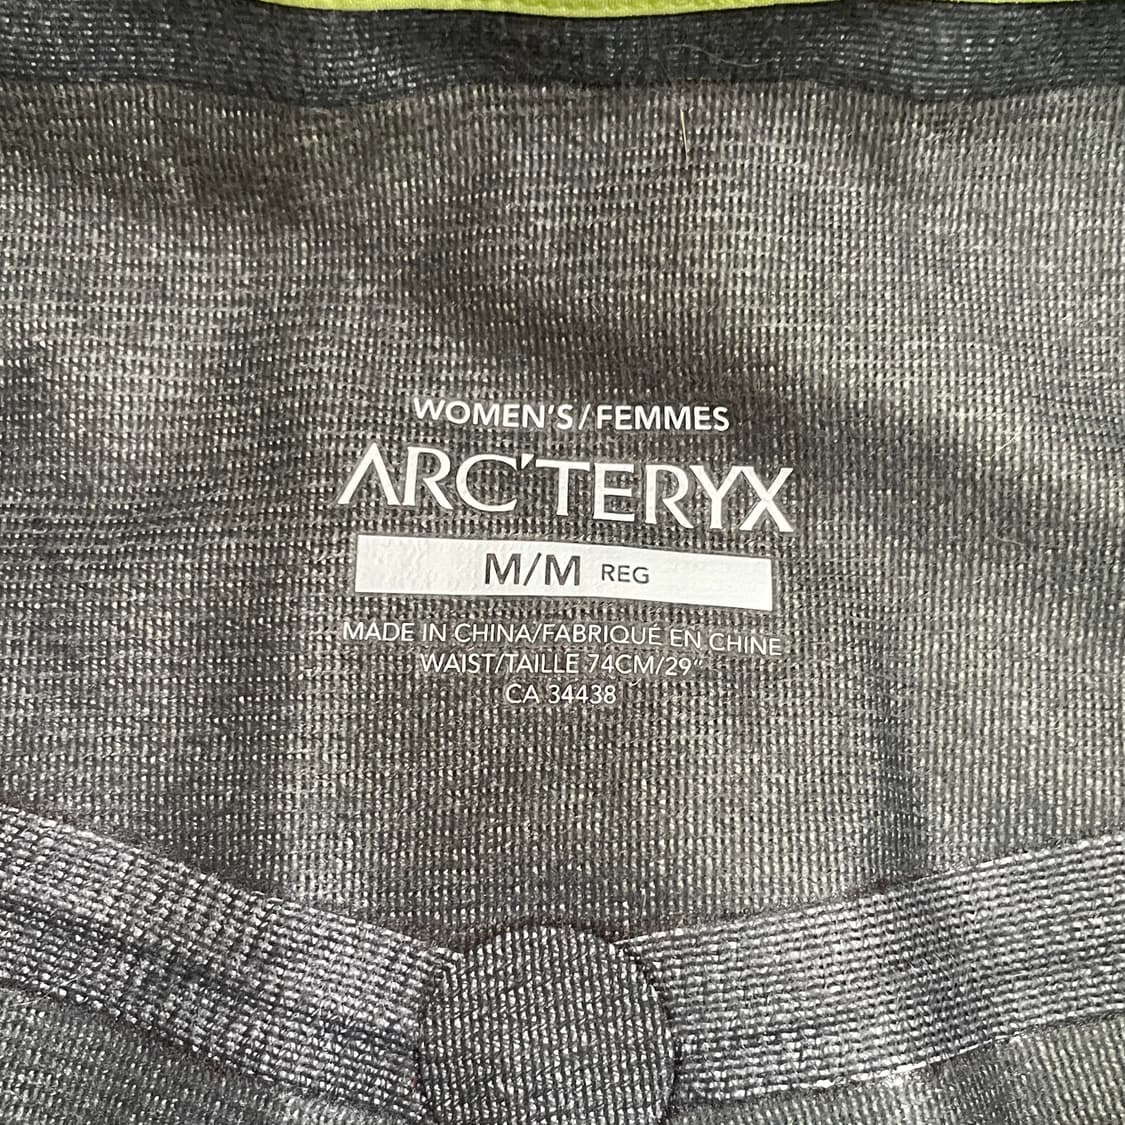 WOMEN'S/FEMMES
ARC'TERYX
M/M REG
MADE IN CHINA/FABRIQUÉ EN CHINE
WAIST/TAILLE 74CM/29"
CA 34438